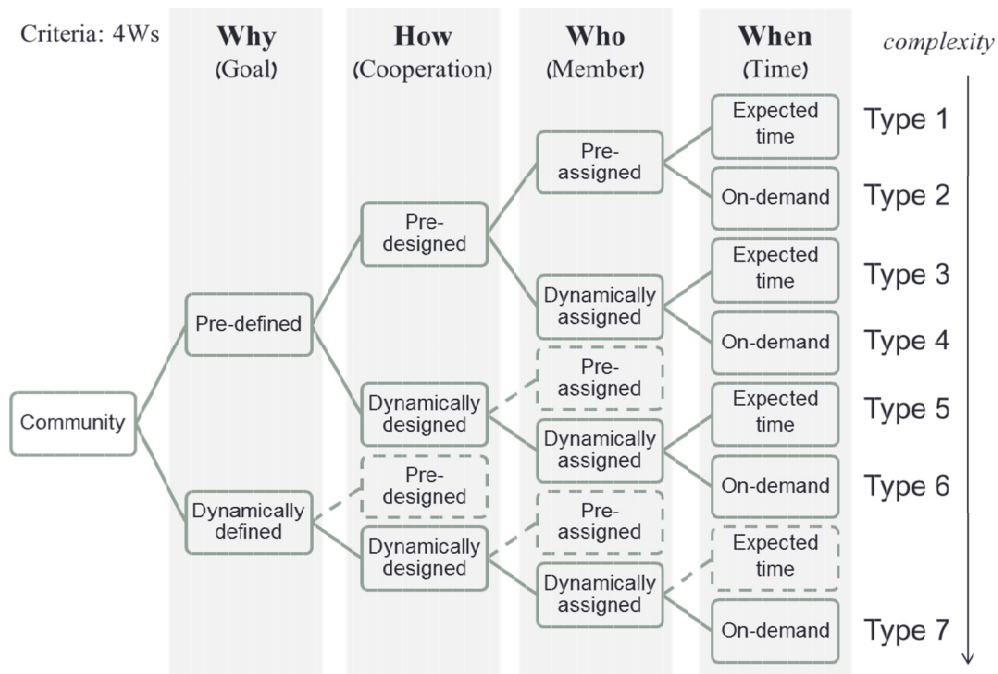 Criteria: 4Ws
Why
(Goal)
How
(Cooperation)
Who
(Member)
When
(Time)
complexity
Community
Pre-defined
Dynamically
defined
Pre-
designed
Dynamically
designed
Pre-
designed
Dynamically
designed
Pre-
assigned
Dynamically
assigned
Pre-
assigned
Dynamically
assigned
Pre-
assigned
Dynamically
assigned
Expected
time
Type 1
On-demand
Type 2
Expected
time
Type 3
On-demand
Type 4
Expected
time
Type 5
On-demand
Type 6
Expected
time
On-demand
Type 7